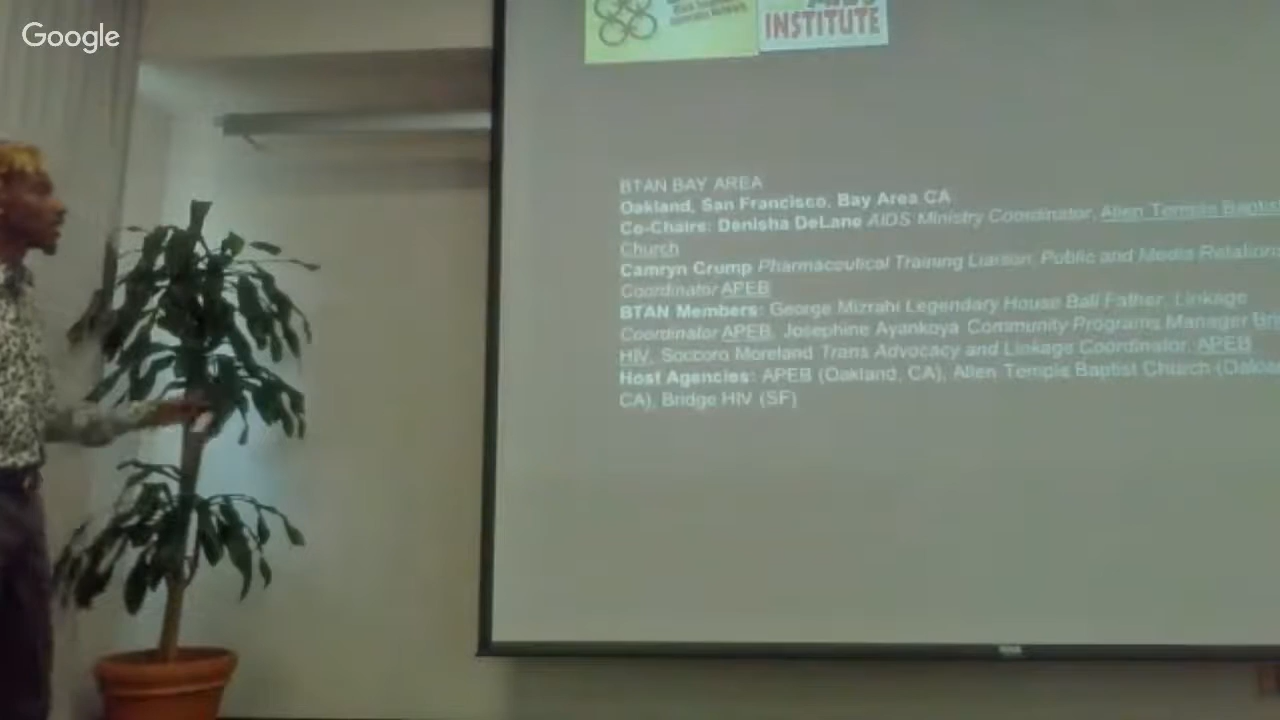 Google
INSTITUTE
BTAN BAY AREA
Oakland, San Francisco, Bay Area CA
Co-Chairs: Denisha DeLane AIDS Ministry Coordinator, Allen Temple Baptist
Church
Camryn Crump Pharmaceutical Training Liaison, Public and Media Relations
Coordinator APEB
BTAN Members: George Mizrahi Legendary House Ball Father, Linkage
Coordinator APEB, Josephine Ayankoya Community Programs Manager
HIV, Soccoro Moreland Trans Advocacy and Linkage Coordinator, APEB
Host Agencies: APEB (Oakland, CA), Allen Temple Baptist Church
CA), Bridge HIV (SF)